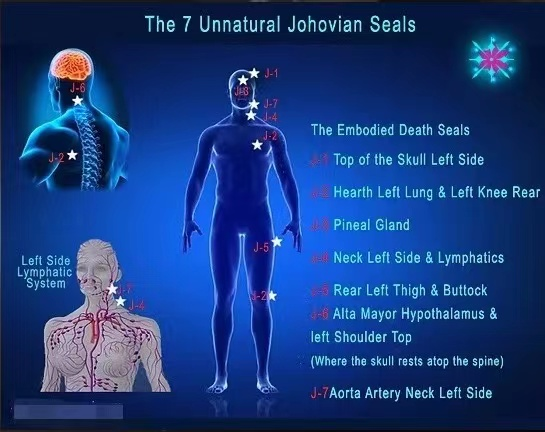 The 7 Unnatural Johovian Seals
J-1
J-3
J-6
J-7
J-4
J-2
J-2
The Embodied Death Seals
J-1 Top of the Skull Left Side
J-2 Hearth Left Lung & Left Knee Rear
J-3 Pineal Gland
J-4 Neck Left Side & Lymphatics
J-5 Rear Left Thigh & Buttock
J-6 Alta Mayor Hypothalamus &
left Shoulder Top
(Where the skull rests atop the spine)
J-7 Aorta Artery Neck Left Side
J-5
J-2
Left Side
Lymphatic
System
J-7
J-4